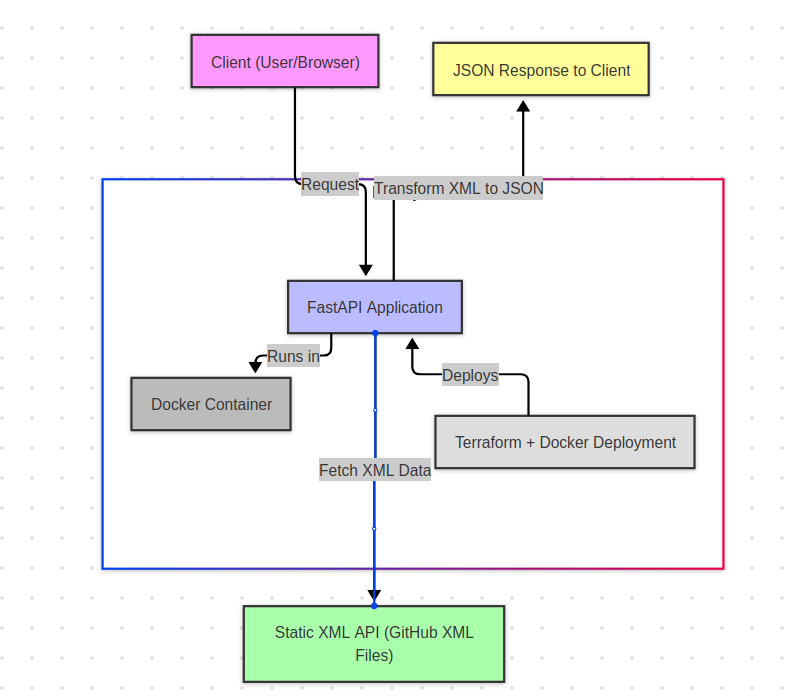 Client (User/Browser)
JSON Response to Client
Request
Transform XML to JSON
FastAPI Application
Runs in
Deploys
Docker Container
Terraform + Docker Deployment
Fetch XML Data
Static XML API (GitHub XML
Files)